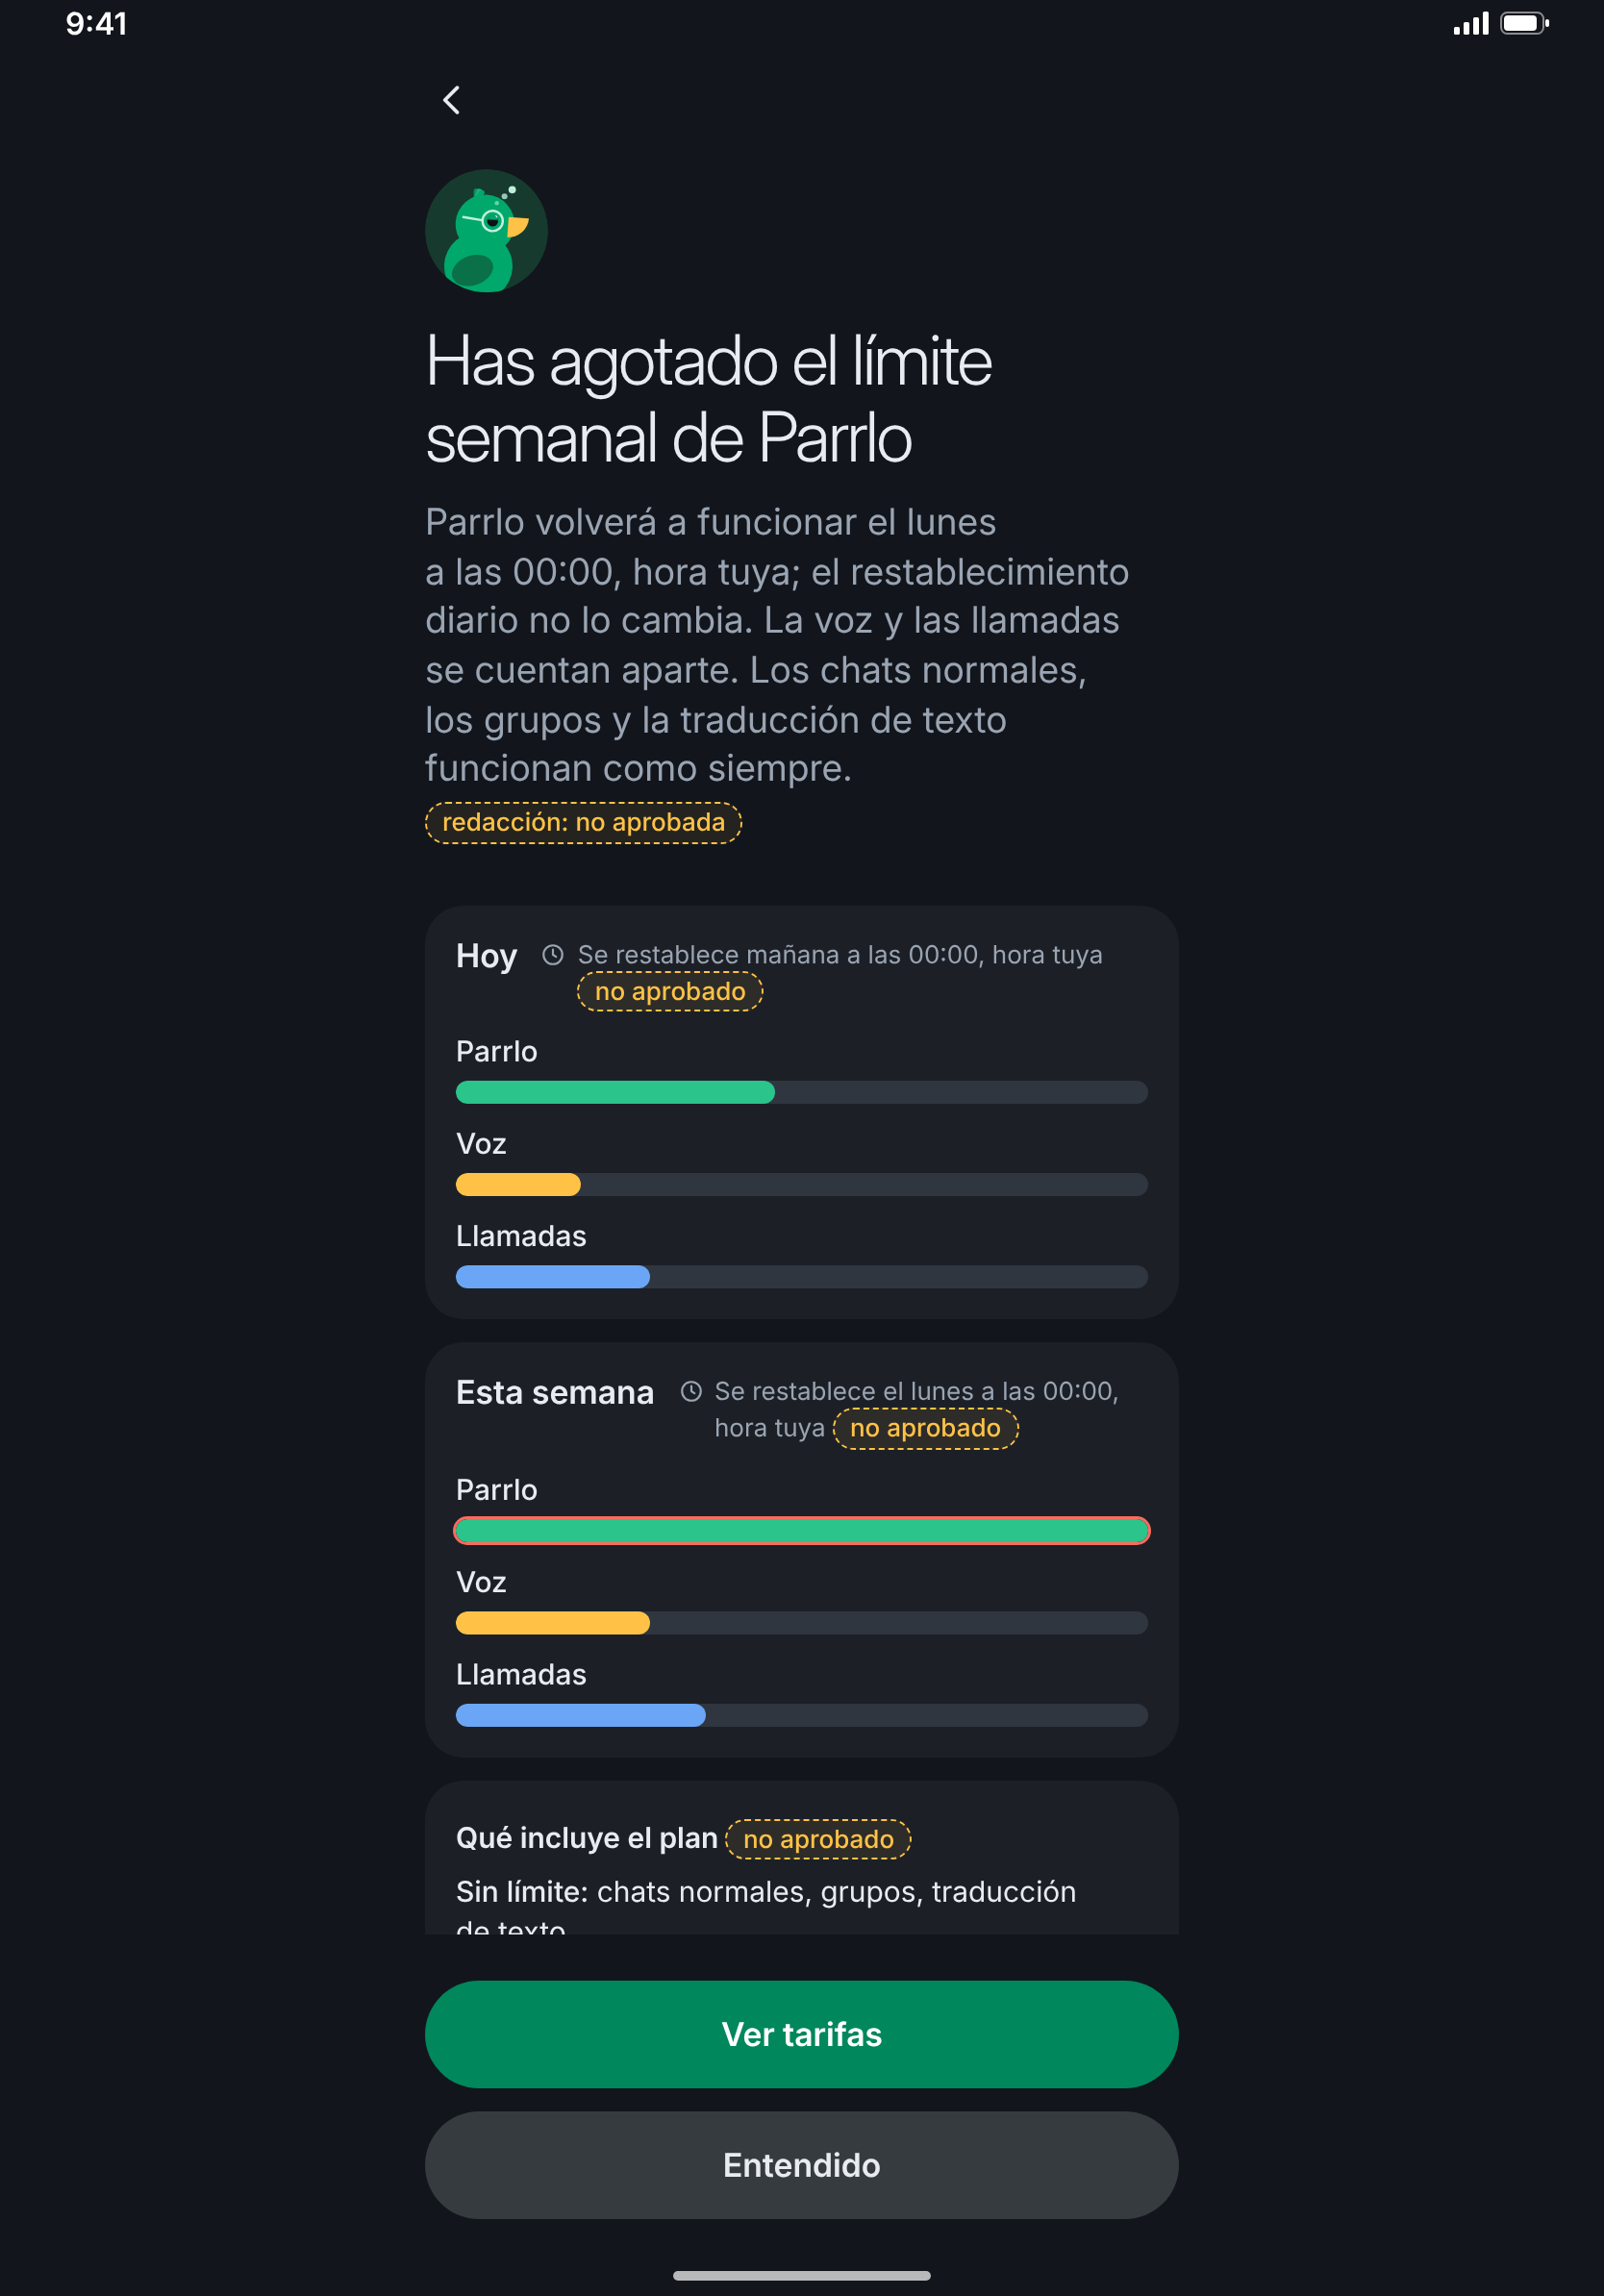 9:41
Has agotado el límite
semanal de Parrlo
Parrlo volverá a funcionar el lunes
a las 00:00, hora tuya; el restablecimiento
diario no lo cambia. La voz y las llamadas
se cuentan aparte. Los chats normales,
los grupos y la traducción de texto
funcionan como siempre.
redacción: no aprobada
Hoy Se restablece mañana a las 00:00, hora tuya
no aprobado
Parrlo
Voz
Llamadas
Esta semana Se restablece el lunes a las 00:00,
hora tuya no aprobado
Parrlo
Voz
Llamadas
Qué incluye el plan no aprobado
Sin límite: chats normales, grupos, traducción
de texto
Ver tarifas
Entendido